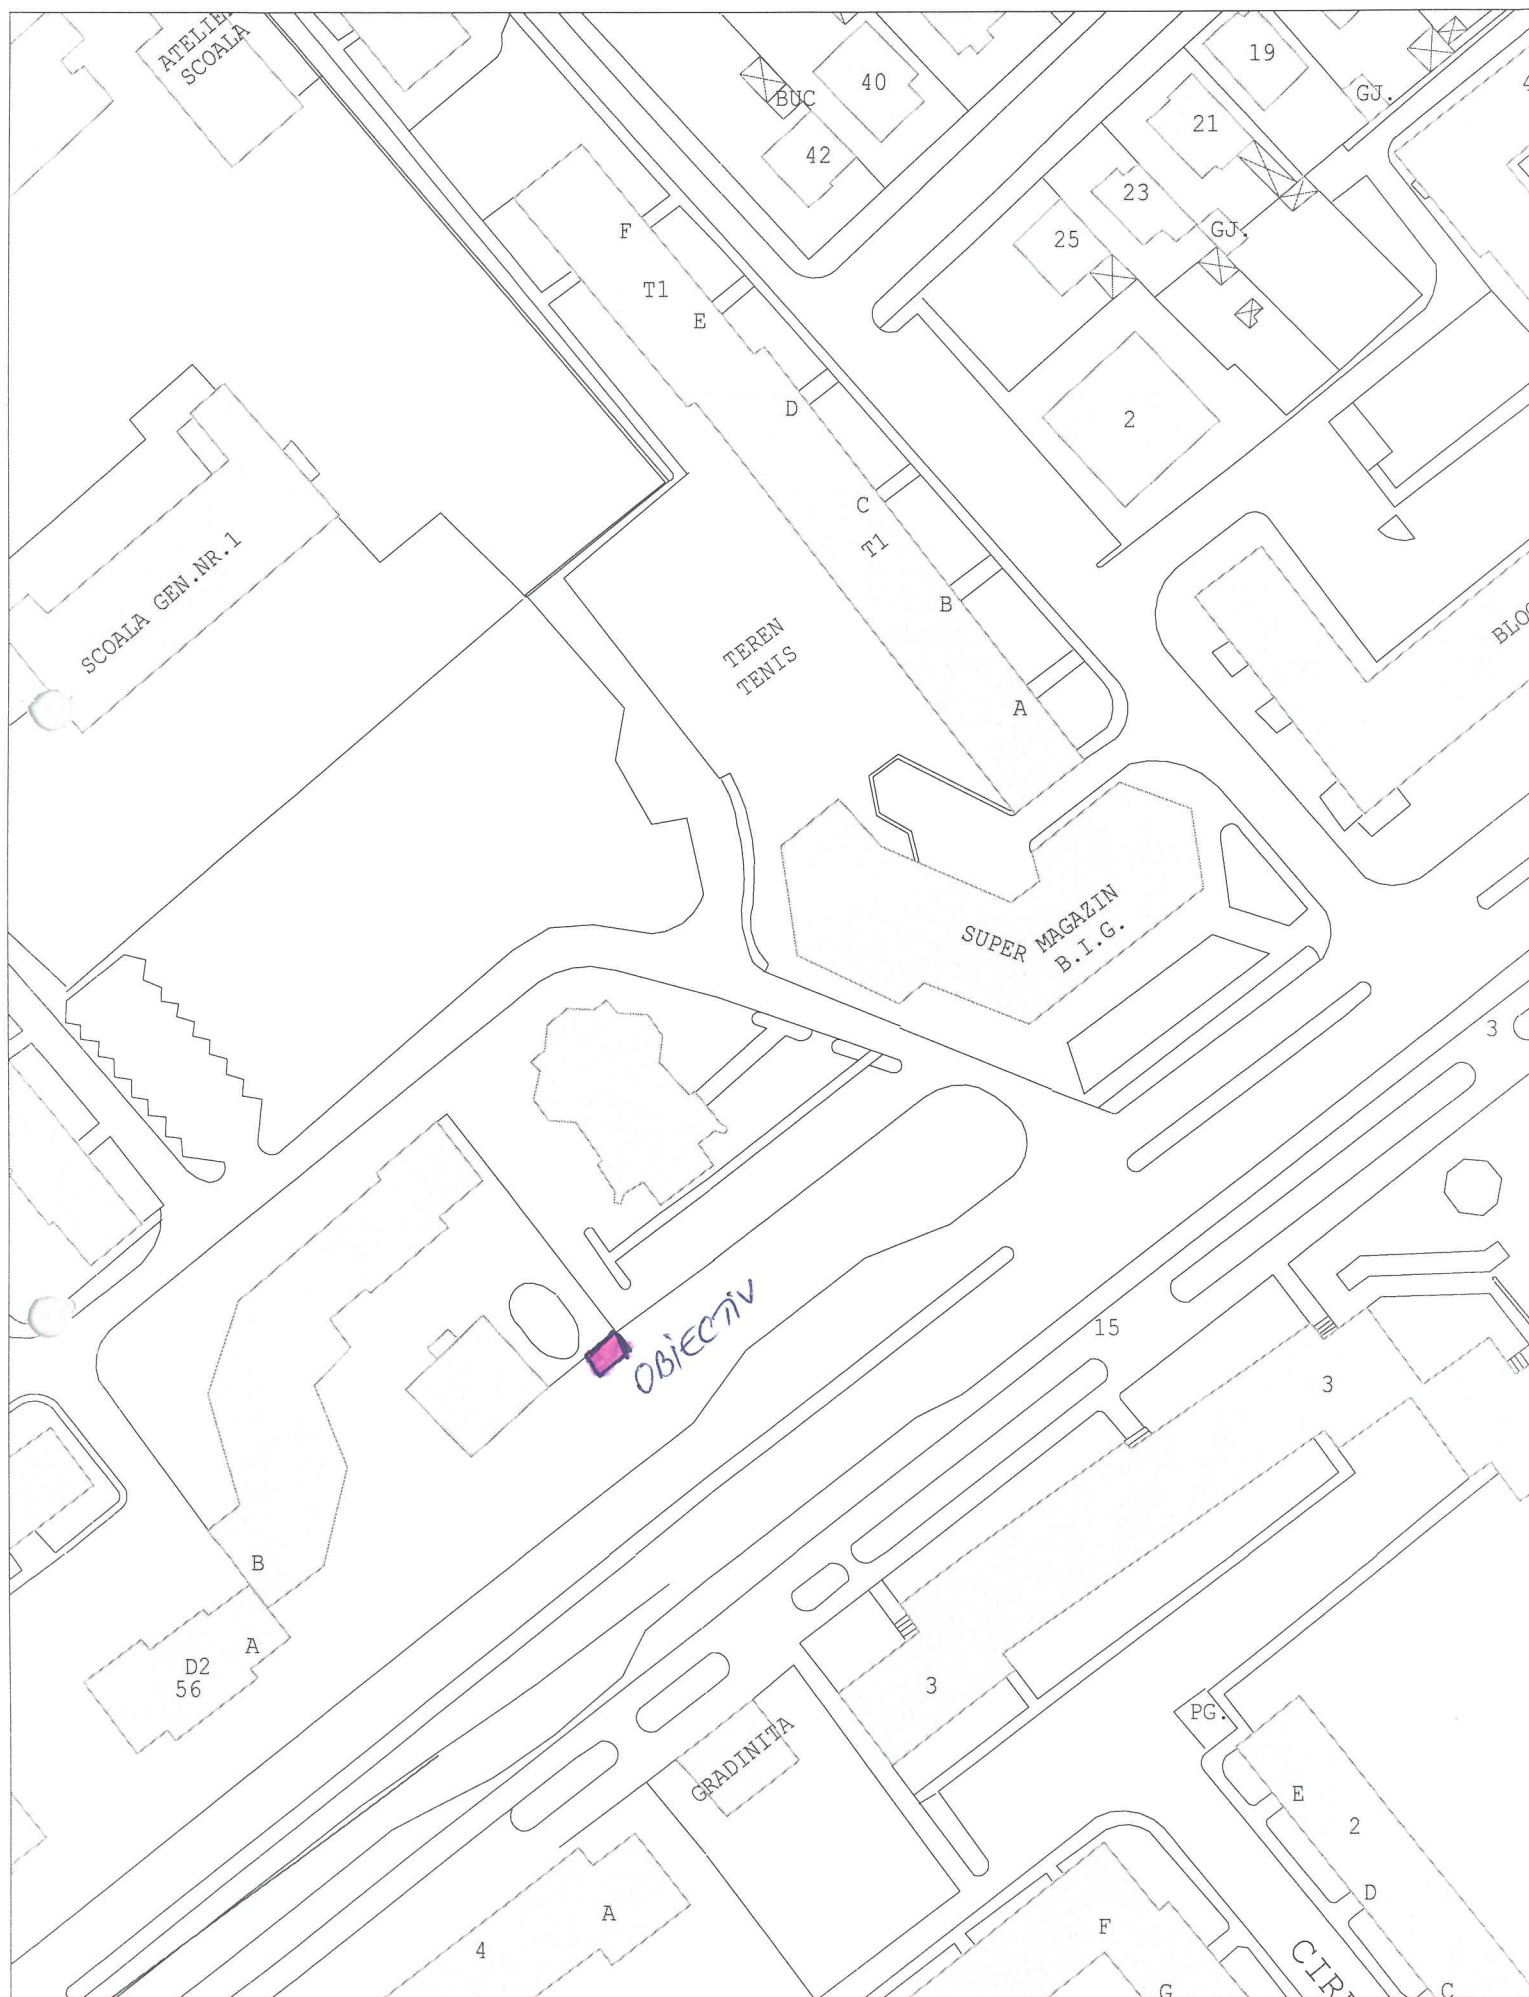 ATELIER
SCOALA
40
BUC
42
19
GJ.
21
23
GJ.
25
F
T1
E
D
2
C
T1
B
SCOALA GEN.NR.1
TEREN
TENIS
A
SUPER MAGAZIN
B.I.G.
3
OBIECTIV
15
3
B
A
D2
56
3
PG.
GRADINITA
E
2
D
A
F
4
G
C